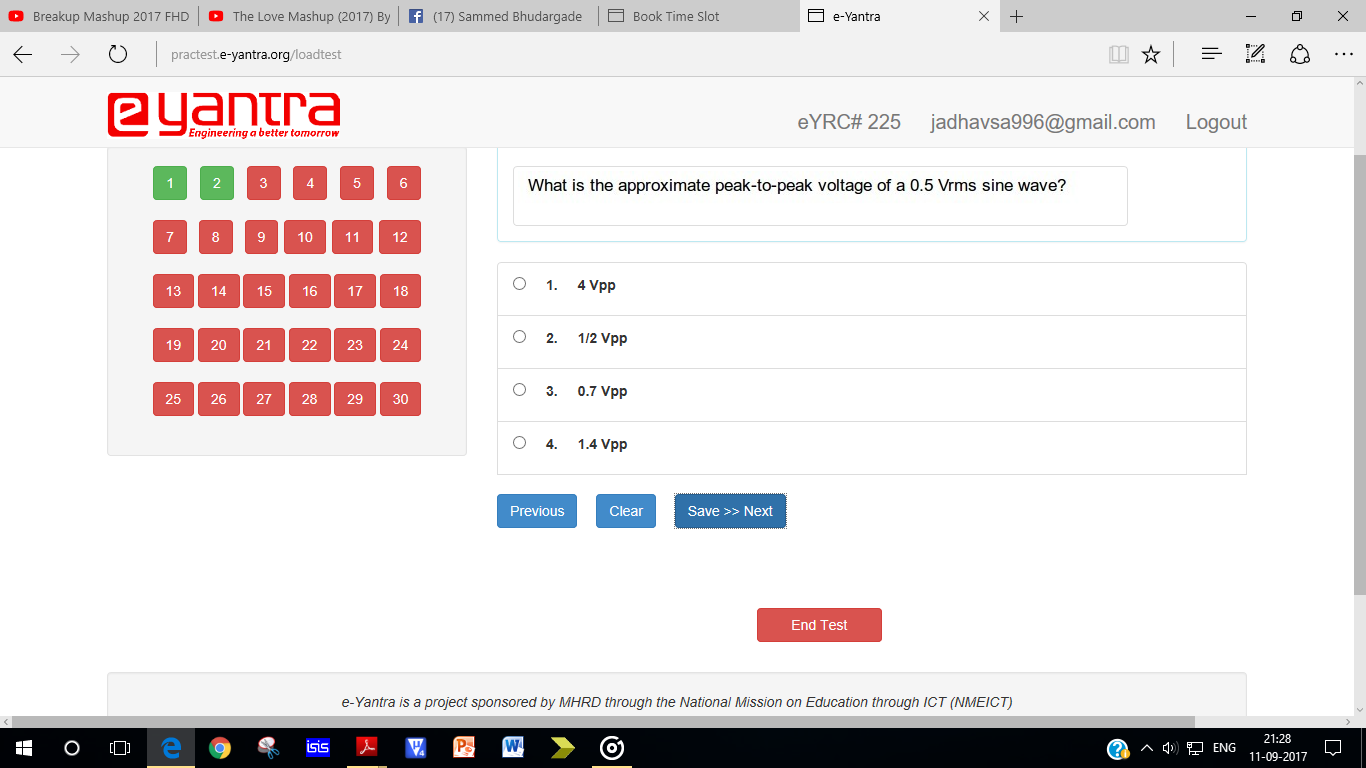 Breakup Mashup 2017 FHD
The Love Mashup (2017) By
(17) Sammed Bhudargade
Book Time Slot
e-Yantra
practest.e-yantra.org/loadtest
e yantra
Engineering a better tomorrow
eYRC# 225 jadhavsa996@gmail.com Logout
1 2 3 4 5 6
7 8 9 10 11 12
13 14 15 16 17 18
19 20 21 22 23 24
25 26 27 28 29 30
What is the approximate peak-to-peak voltage of a 0.5 Vrms sine wave?
1. 4 Vpp
2. 1/2 Vpp
3. 0.7 Vpp
4. 1.4 Vpp
Previous Clear Save >> Next
End Test
e-Yantra is a project sponsored by MHRD through the National Mission on Education through ICT (NMEICT)
isis
ENG
21:28
11-09-2017